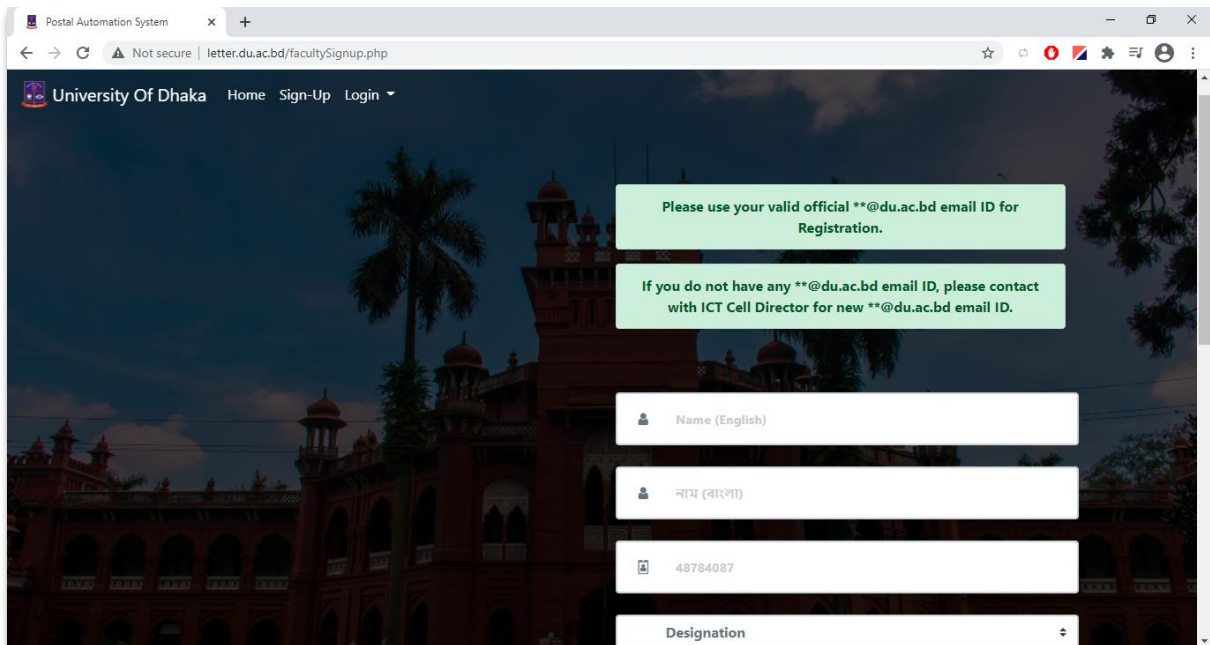 Postal Automation System
Not secure | letter.du.ac.bd/facultySignup.php
University Of Dhaka Home Sign-Up Login
Please use your valid official **@du.ac.bd email ID for
Registration.
If you do not have any **@du.ac.bd email ID, please contact
with ICT Cell Director for new **@du.ac.bd email ID.
Name (English)
নাম (বাংলা)
48784087
Designation